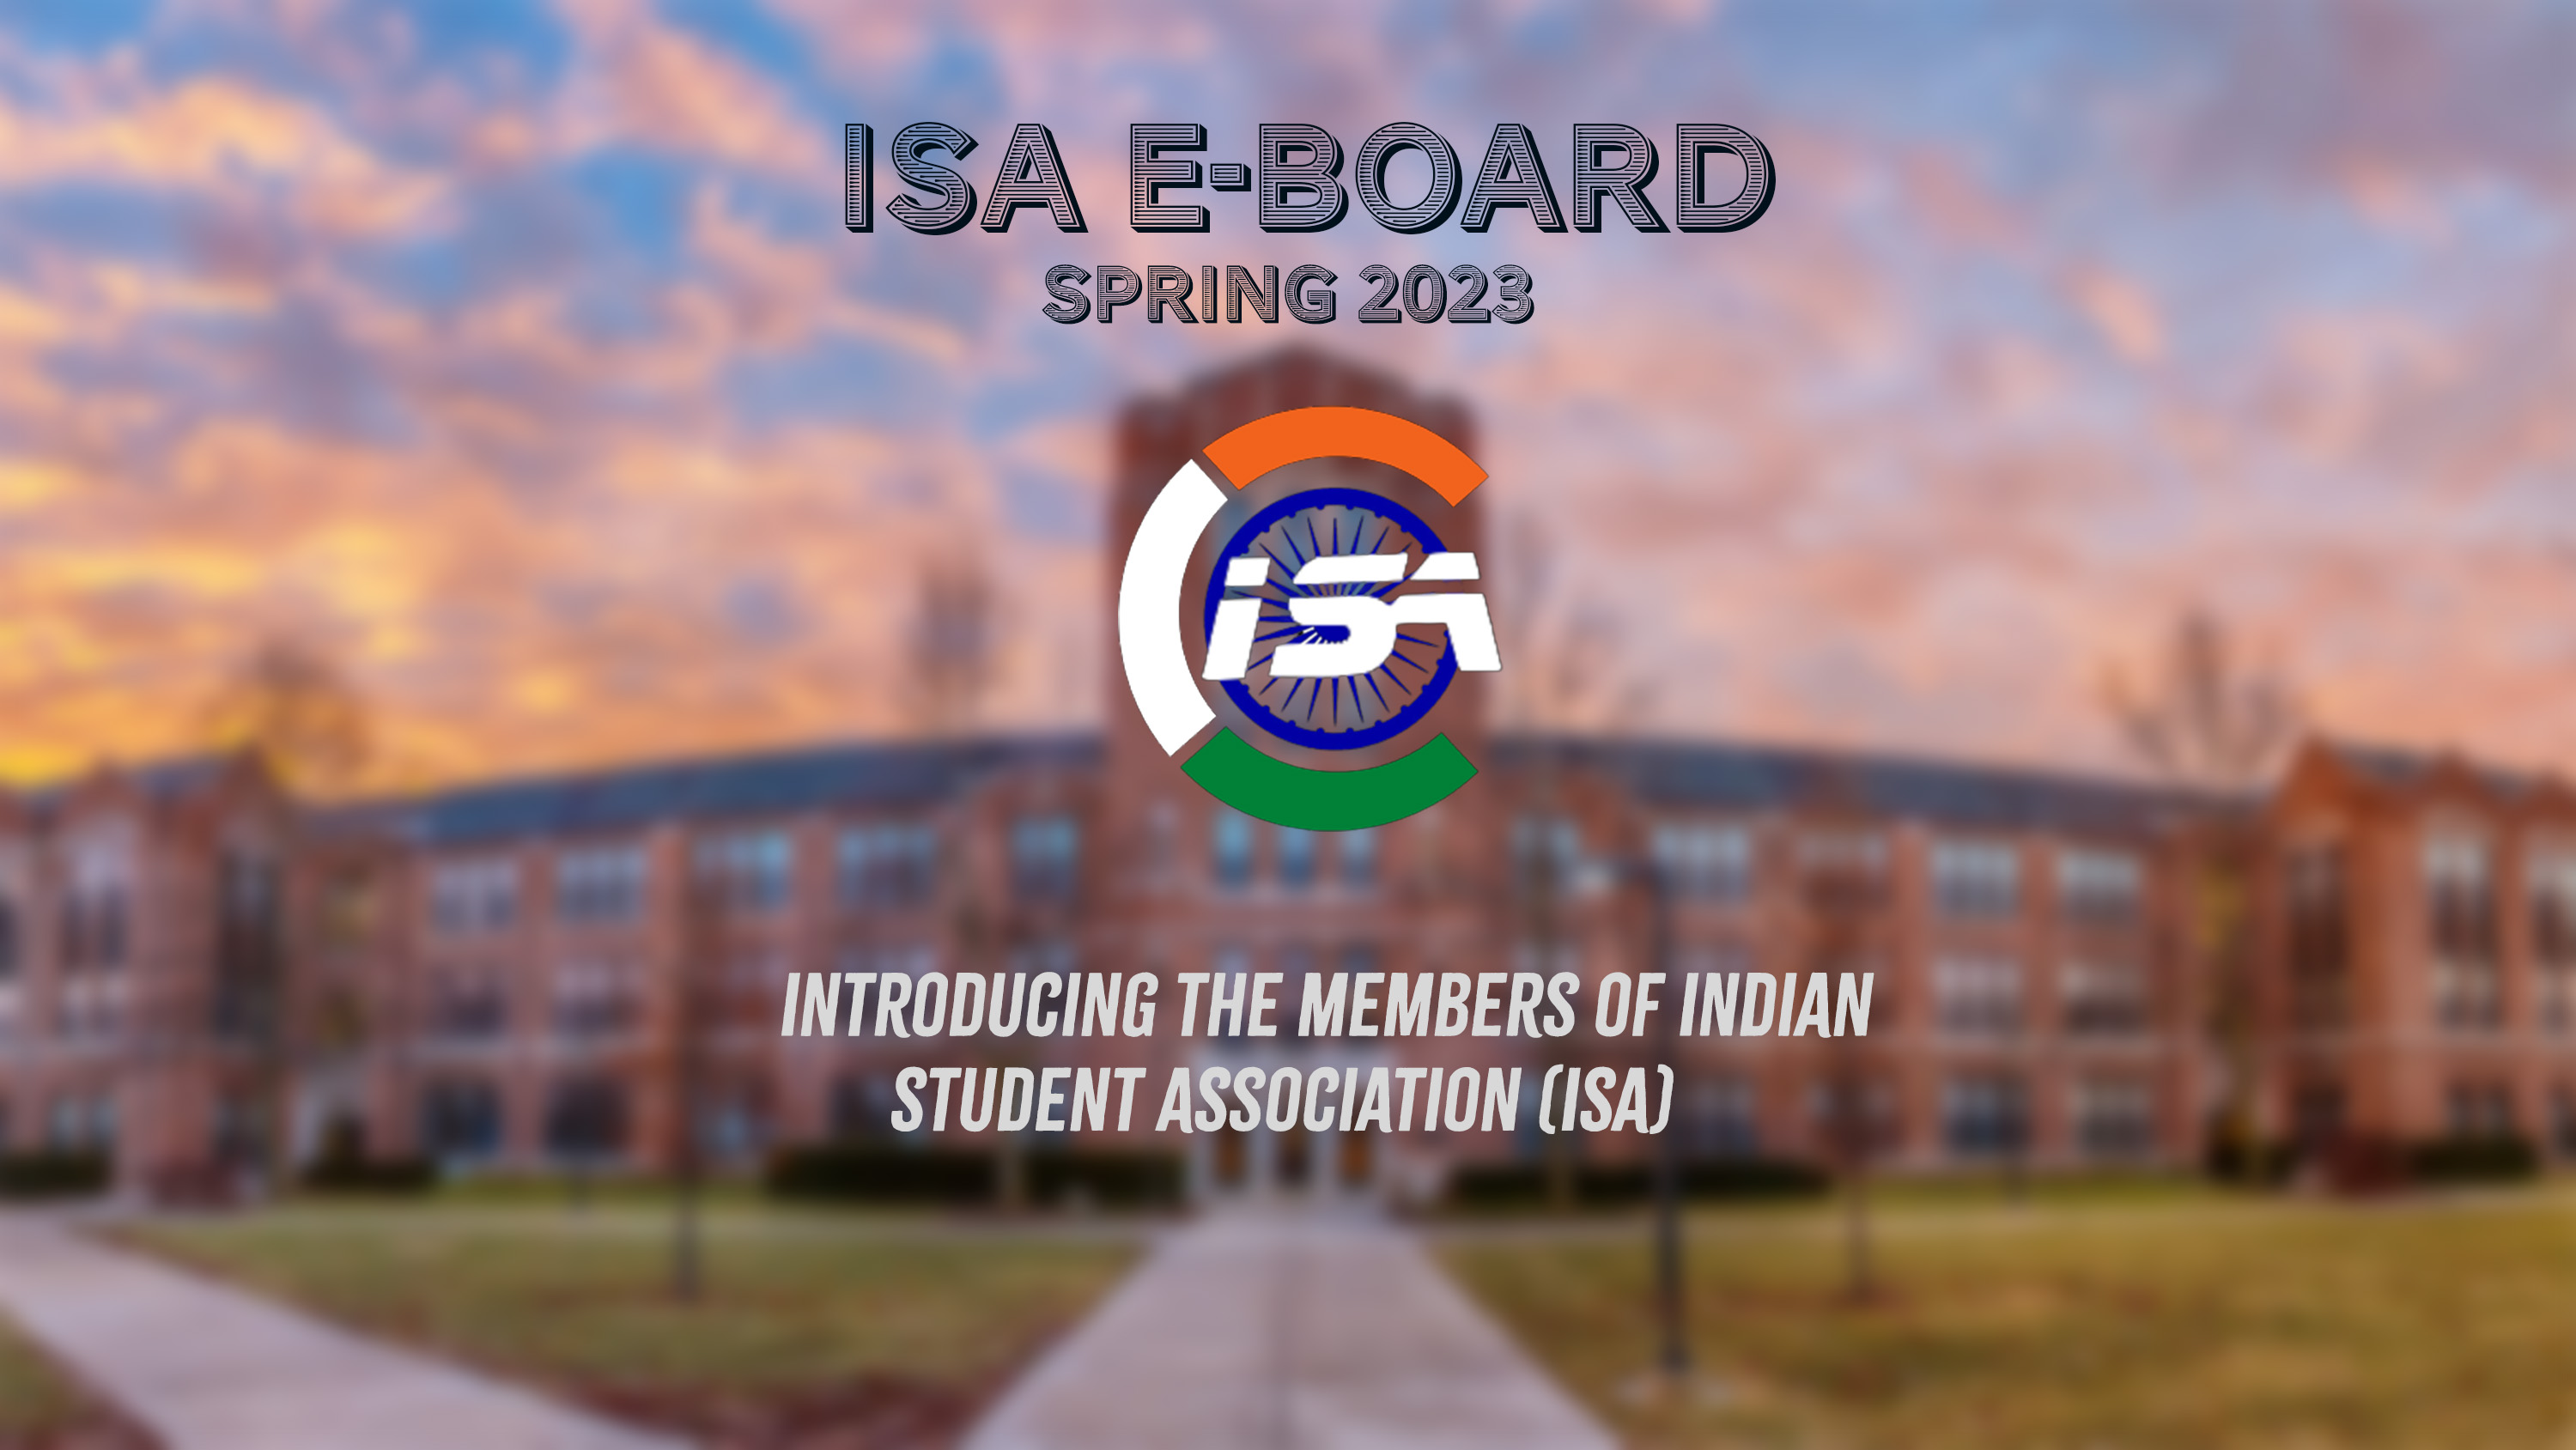 ISA E-BOARD
SPRING 2023
iSA
INTRODUCING THE MEMBERS OF INDIAN
STUDENT ASSOCIATION (ISA)